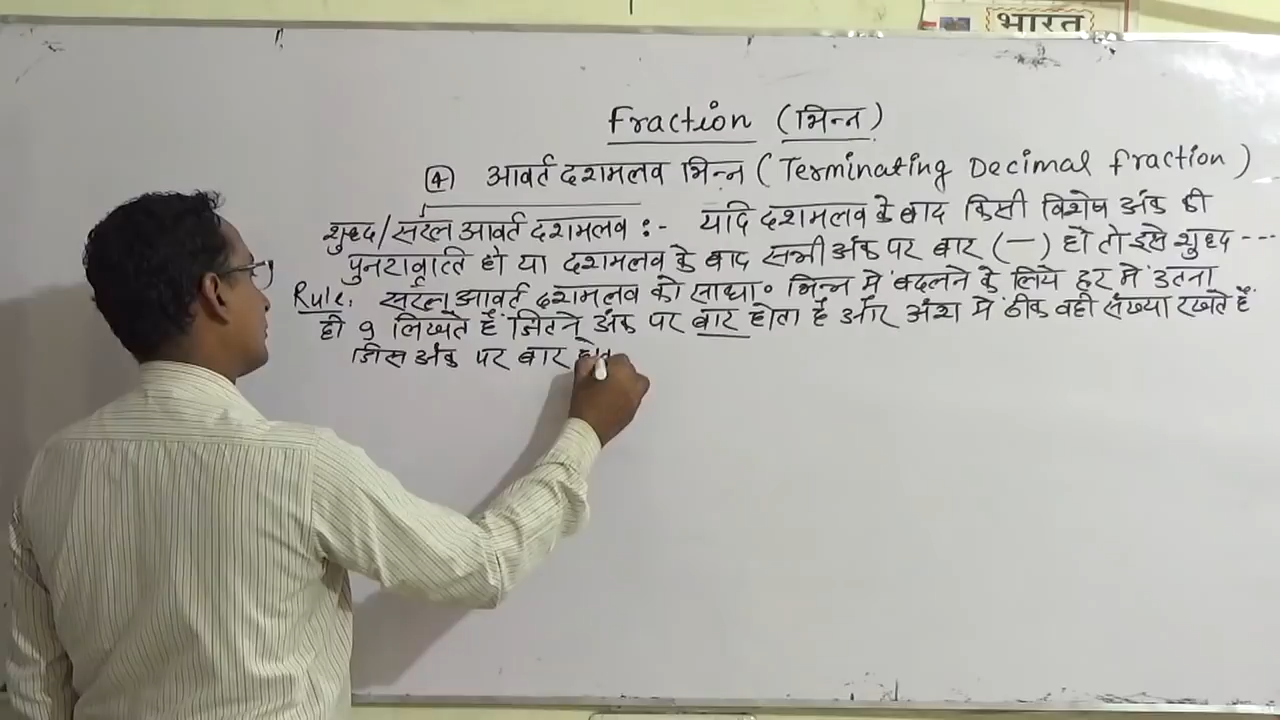 भारत
Fraction (भिन्न)
(4) आवर्त दशमलव भिन्न (Terminating Decimal fraction)
शुध्द/सरल आवर्त दशमलव :- यदि दशमलव के बाद किसी विशेष अंक की
पुनरावृति हो या दशमलव के बाद सभी अंक पर बार (—) हो तो इसे शुध्द ---
Rule: सरल आवर्त दशमलव को साधा० भिन्न मे बदलने के लिये हर मे उतना
ही 9 लिखते हैं जितने अंक पर बार होता है और अंश मे ठीक वही संख्या रखते हैं
जिस अंक पर बार होत